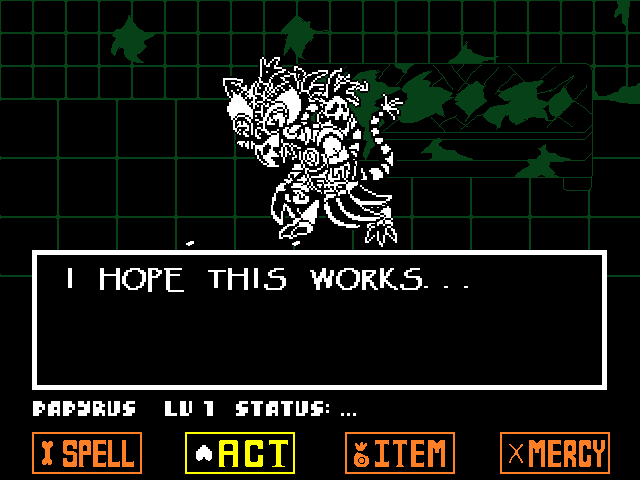 I HOPE THIS WORKS...
PAPYRUS LV 1 STATUS: ...
SPELL ACT ITEM MERCY